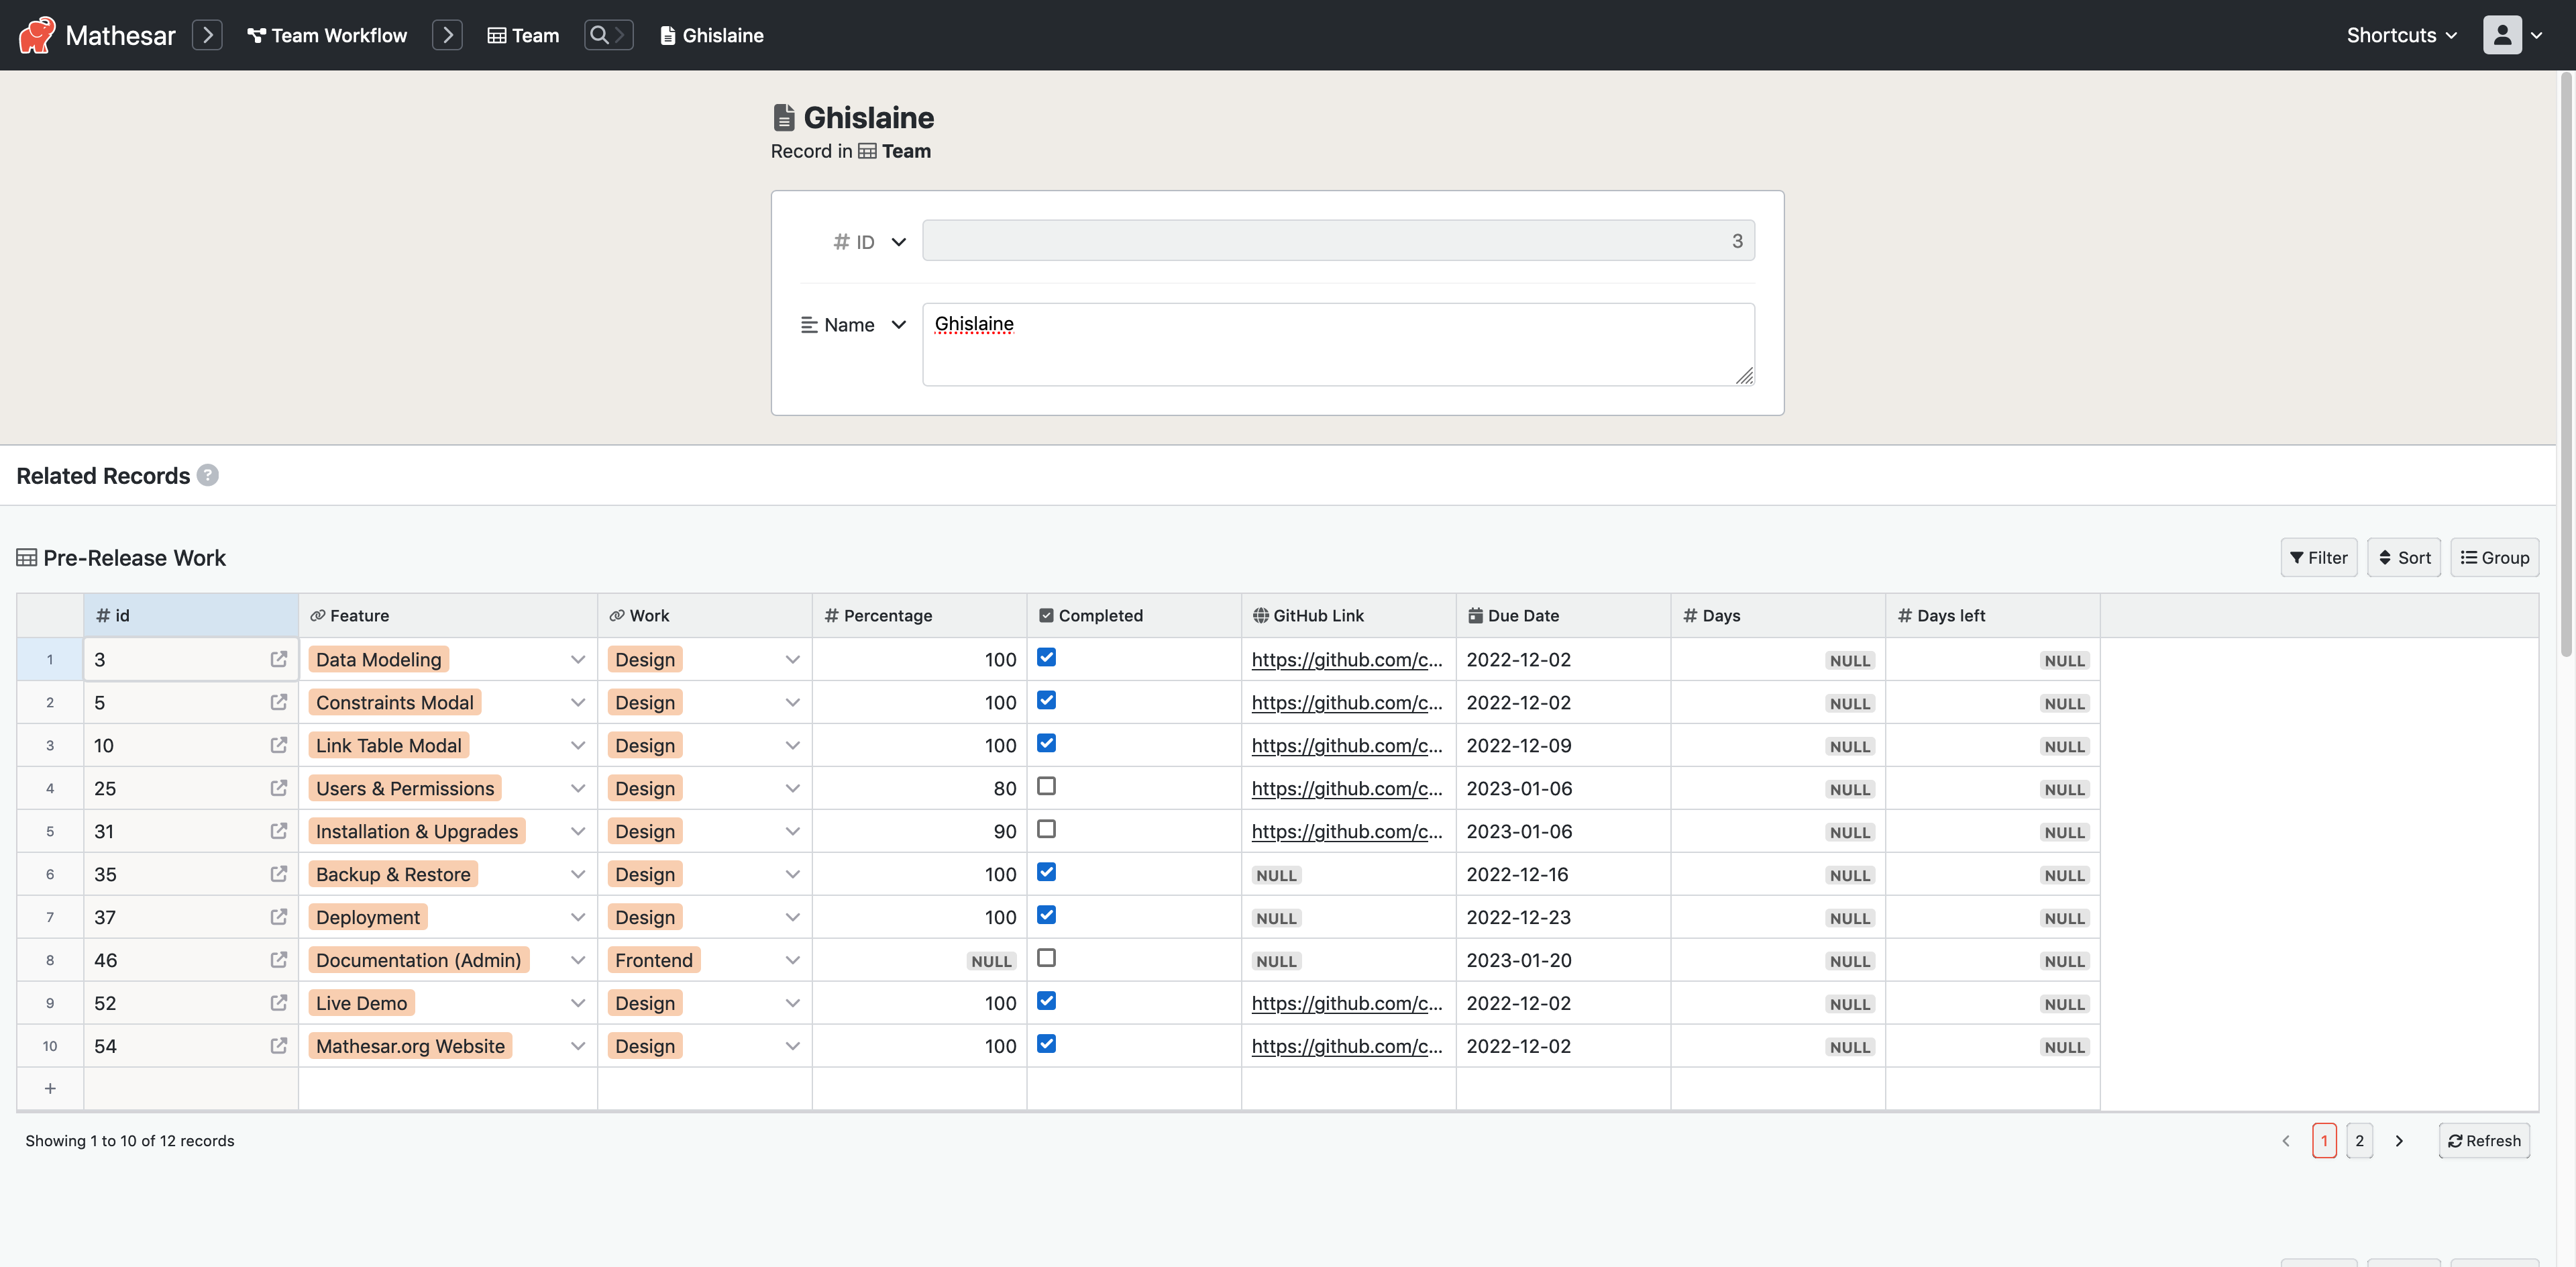 Mathesar Team Workflow Team Ghislaine Shortcuts
Ghislaine
Record in Team
# ID 3
Name Ghislaine
Related Records ?
Pre-Release Work Filter Sort Group
# id Feature Work # Percentage Completed GitHub Link Due Date # Days # Days left
1 3 Data Modeling Design 100 https://github.com/c... 2022-12-02 NULL NULL
2 5 Constraints Modal Design 100 https://github.com/c... 2022-12-02 NULL NULL
3 10 Link Table Modal Design 100 https://github.com/c... 2022-12-09 NULL NULL
4 25 Users & Permissions Design 80 https://github.com/c... 2023-01-06 NULL NULL
5 31 Installation & Upgrades Design 90 https://github.com/c... 2023-01-06 NULL NULL
6 35 Backup & Restore Design 100 NULL 2022-12-16 NULL NULL
7 37 Deployment Design 100 NULL 2022-12-23 NULL NULL
8 46 Documentation (Admin) Frontend NULL NULL 2023-01-20 NULL NULL
9 52 Live Demo Design 100 https://github.com/c... 2022-12-02 NULL NULL
10 54 Mathesar.org Website Design 100 https://github.com/c... 2022-12-02 NULL NULL
+
Showing 1 to 10 of 12 records 1 2 Refresh